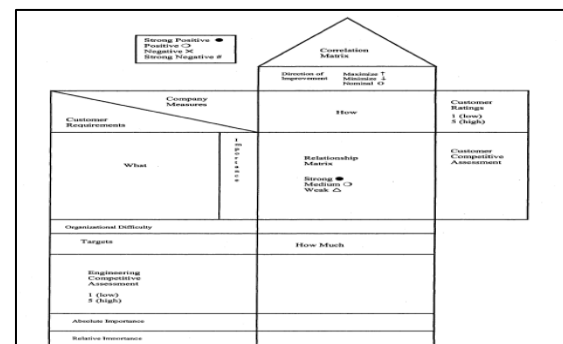 Strong Positive ●
Positive ❍
Negative ✕
Strong Negative #
Correlation
Matrix
Direction of
Improvement
Maximize ↑
Minimize ↓
Nominal ○
Company
Measures
Customer
Requirements
How
Customer
Ratings
1 (low)
5 (high)
What
Importance
Relationship
Matrix
Strong ●
Medium ❍
Weak △
Customer
Competitive
Assessment
Organizational Difficulty
Targets
How Much
Engineering
Competitive
Assessment
1 (low)
5 (high)
Absolute Importance
Relative Importance